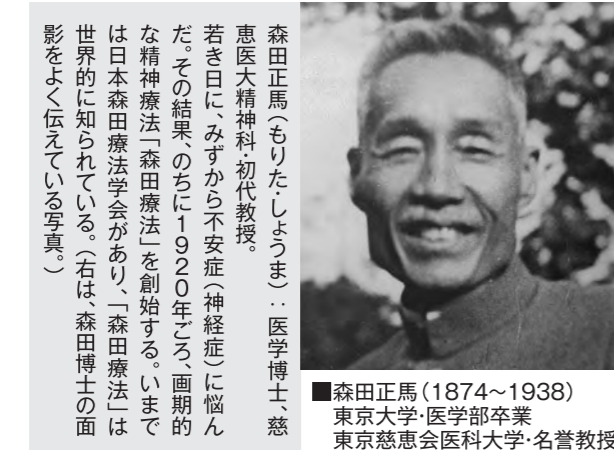 森田正馬(もりた・しょうま)：医学博士、慈
恵医大精神科・初代教授。
若き日に、みずから不安症(神経症)に悩ん
だ。その結果、のちに1920年ごろ、画期的
な精神療法「森田療法」を創始する。いまで
は日本森田療法学会があり、「森田療法」は
世界的に知られている。(右は、森田博士の面
影をよく伝えている写真。)
■森田正馬(1874〜1938)
東京大学・医学部卒業
東京慈恵会医科大学・名誉教授